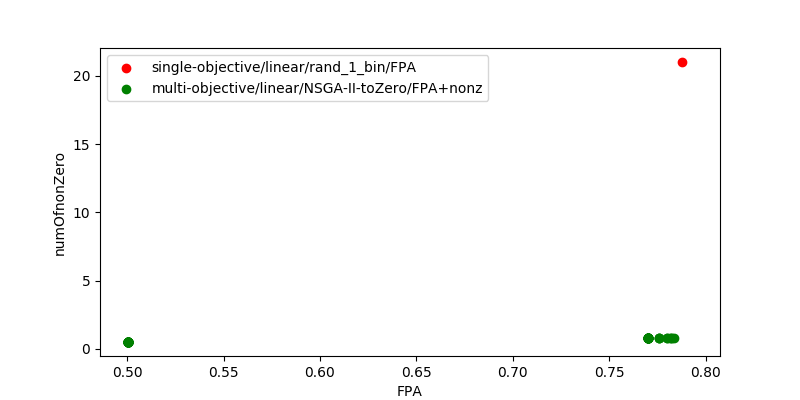 single-objective/linear/rand_1_bin/FPA
multi-objective/linear/NSGA-II-toZero/FPA+nonz
20
15
10
5
0
numOfnonZero
0.50 0.55 0.60 0.65 0.70 0.75 0.80
FPA